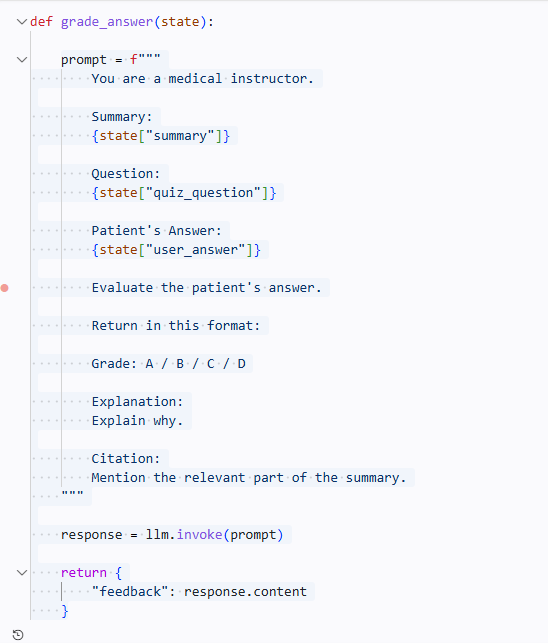 def grade_answer(state):
prompt = f"""
You are a medical instructor.
Summary:
{state["summary"]}
Question:
{state["quiz_question"]}
Patient's Answer:
{state["user_answer"]}
Evaluate the patient's answer.
Return in this format:
Grade: A / B / C / D
Explanation:
Explain why.
Citation:
Mention the relevant part of the summary.
"""
response = llm.invoke(prompt)
return {
"feedback": response.content
}